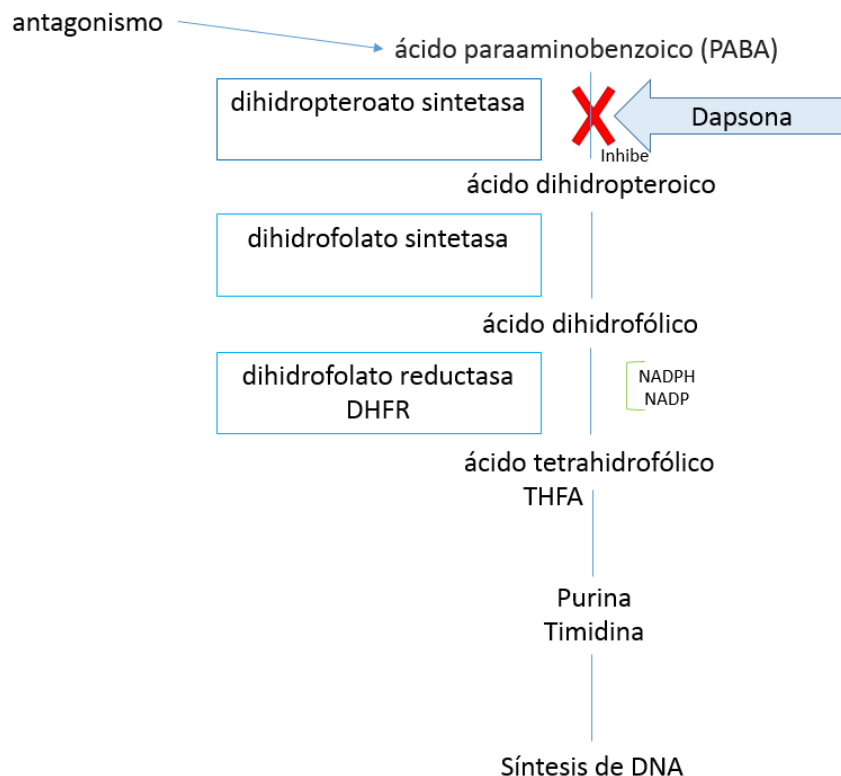 antagonismo
ácido paraaminobenzoico (PABA)
dihidropteroato sintetasa
Dapsona
Inhibe
ácido dihidropteroico
dihidrofolato sintetasa
ácido dihidrofólico
dihidrofolato reductasa
DHFR
NADPH
NADP
ácido tetrahidrofólico
THFA
Purina
Timidina
Síntesis de DNA